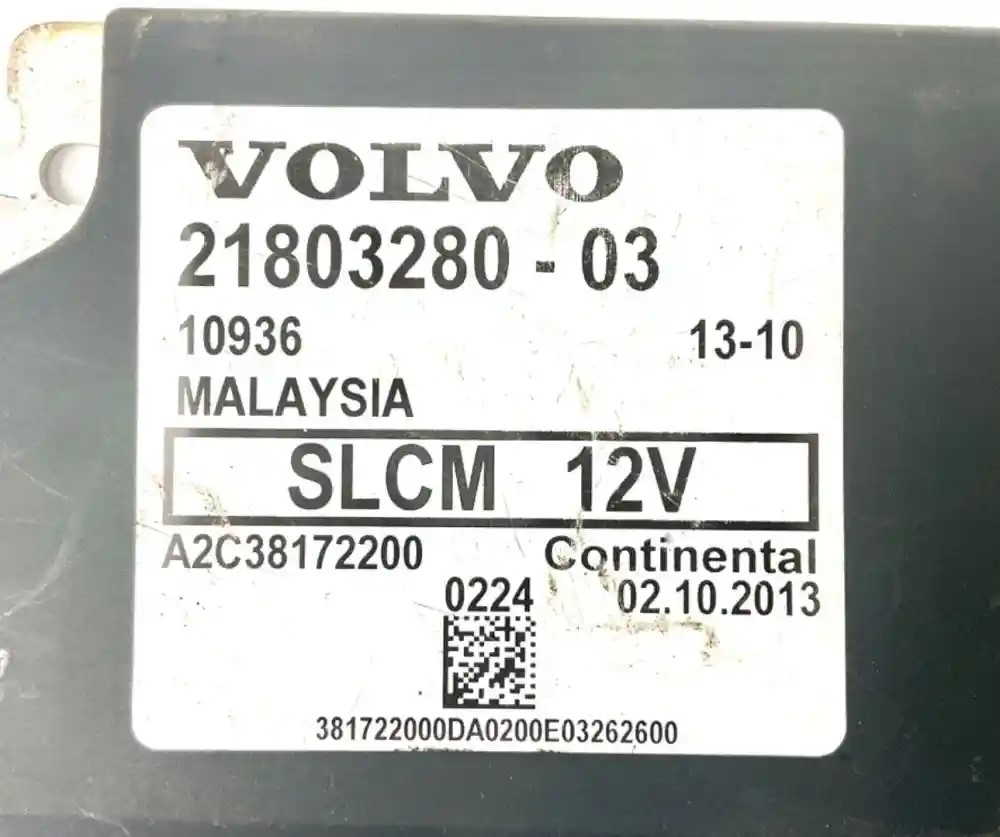 VOLVO
21803280 - 03
10936 13-10
MALAYSIA
SLCM 12V
A2C38172200 Continental
0224 02.10.2013
381722000DA0200E03262600